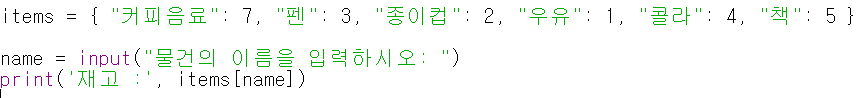 items = { "커피음료": 7, "펜": 3, "종이컵": 2, "우유": 1, "콜라": 4, "책": 5 }
name = input("물건의 이름을 입력하시오: ")
print('재고 :', items[name])